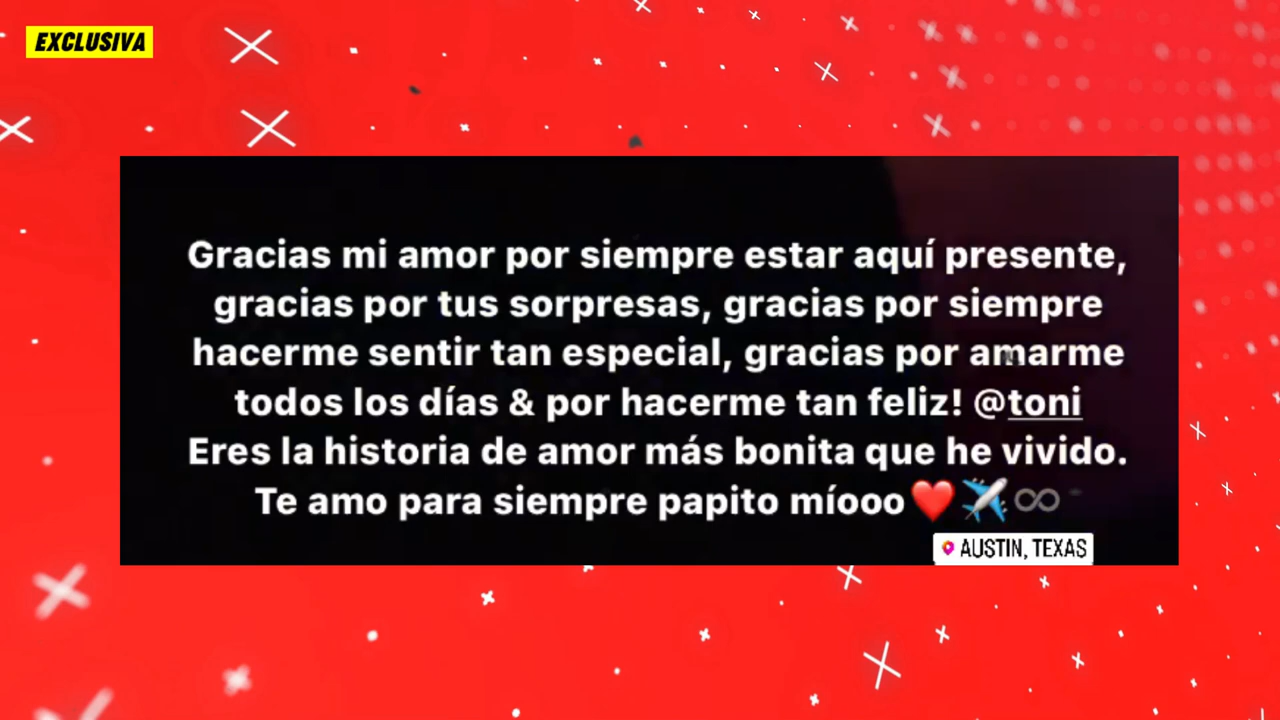 EXCLUSIVA
Gracias mi amor por siempre estar aquí presente,
gracias por tus sorpresas, gracias por siempre
hacerme sentir tan especial, gracias por amarme
todos los días & por hacerme tan feliz! @toni
Eres la historia de amor más bonita que he vivido.
Te amo para siempre papito míooo❤️✈️♾️
AUSTIN, TEXAS